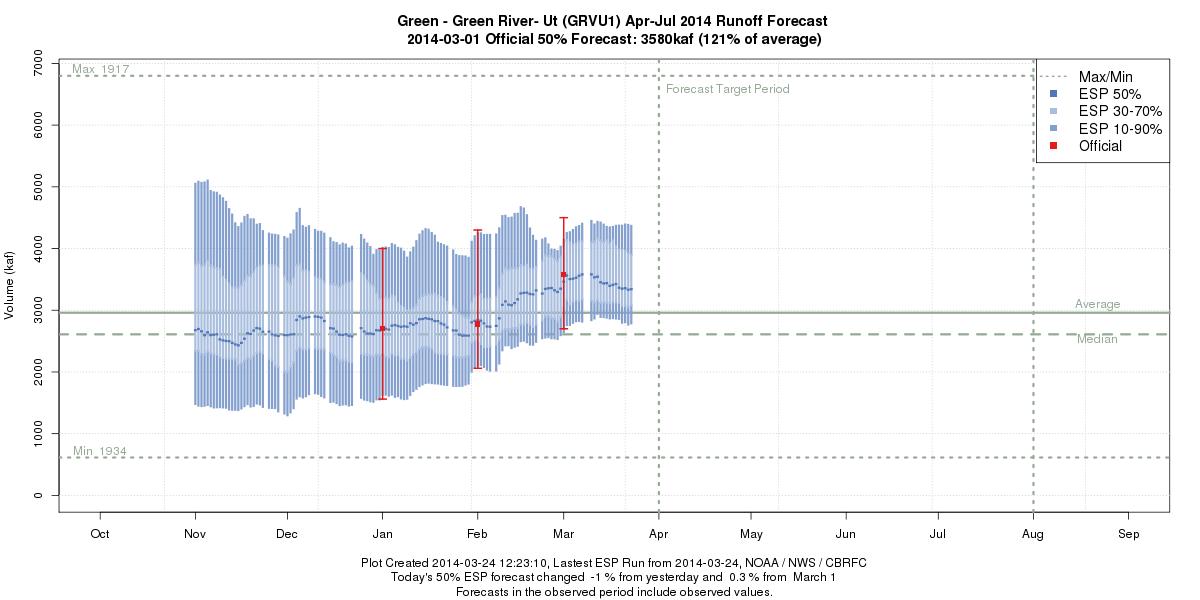 Green - Green River- Ut (GRVU1) Apr-Jul 2014 Runoff Forecast
2014-03-01 Official 50% Forecast: 3580kaf (121% of average)
Max 1917
Forecast Target Period
Max/Min
ESP 50%
ESP 30-70%
ESP 10-90%
Official
Average
Median
Min 1934
Volume (kaf)
7000
6000
5000
4000
3000
2000
1000
0
Oct Nov Dec Jan Feb Mar Apr May Jun Jul Aug Sep
Plot Created 2014-03-24 12:23:10, Lastest ESP Run from 2014-03-24, NOAA / NWS / CBRFC
Today's 50% ESP forecast changed -1 % from yesterday and 0.3 % from March 1
Forecasts in the observed period include observed values.